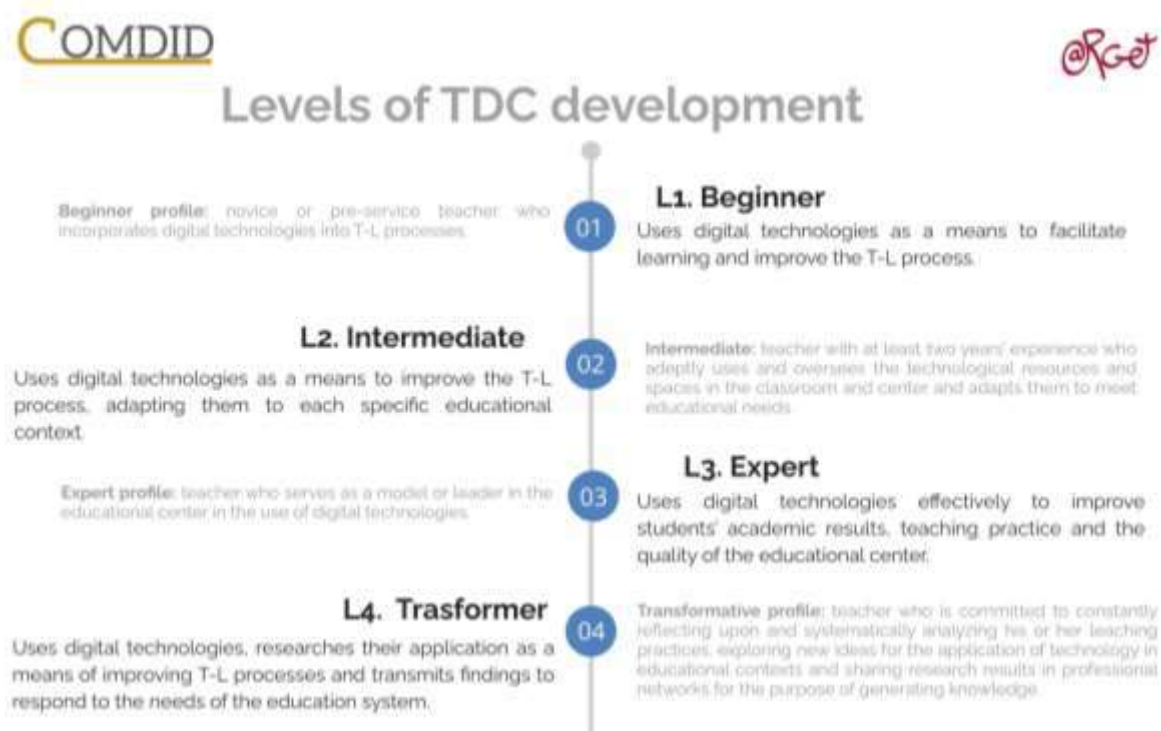 COMDID
@RGet
Levels of TDC development
Beginner profile: novice or pre-service teacher who
incorporates digital technologies into T-L processes.
01
L1. Beginner
Uses digital technologies as a means to facilitate
learning and improve the T-L process.
L2. Intermediate
Uses digital technologies as a means to improve the T-L
process, adapting them to each specific educational
context.
02
Intermediate: teacher with at least two years' experience who
adeptly uses and oversees the technological resources and
spaces in the classroom and center and adapts them to meet
educational needs.
Expert profile: teacher who serves as a model or leader in the
educational center in the use of digital technologies.
03
L3. Expert
Uses digital technologies effectively to improve
students' academic results, teaching practice and the
quality of the educational center.
L4. Trasformer
Uses digital technologies, researches their application as a
means of improving T-L processes and transmits findings to
respond to the needs of the education system.
04
Transformative profile: teacher who is committed to constantly
reflecting upon and systematically analyzing his or her teaching
practices, exploring new ideas for the application of technology in
educational contexts and sharing research results in professional
networks for the purpose of generating knowledge.